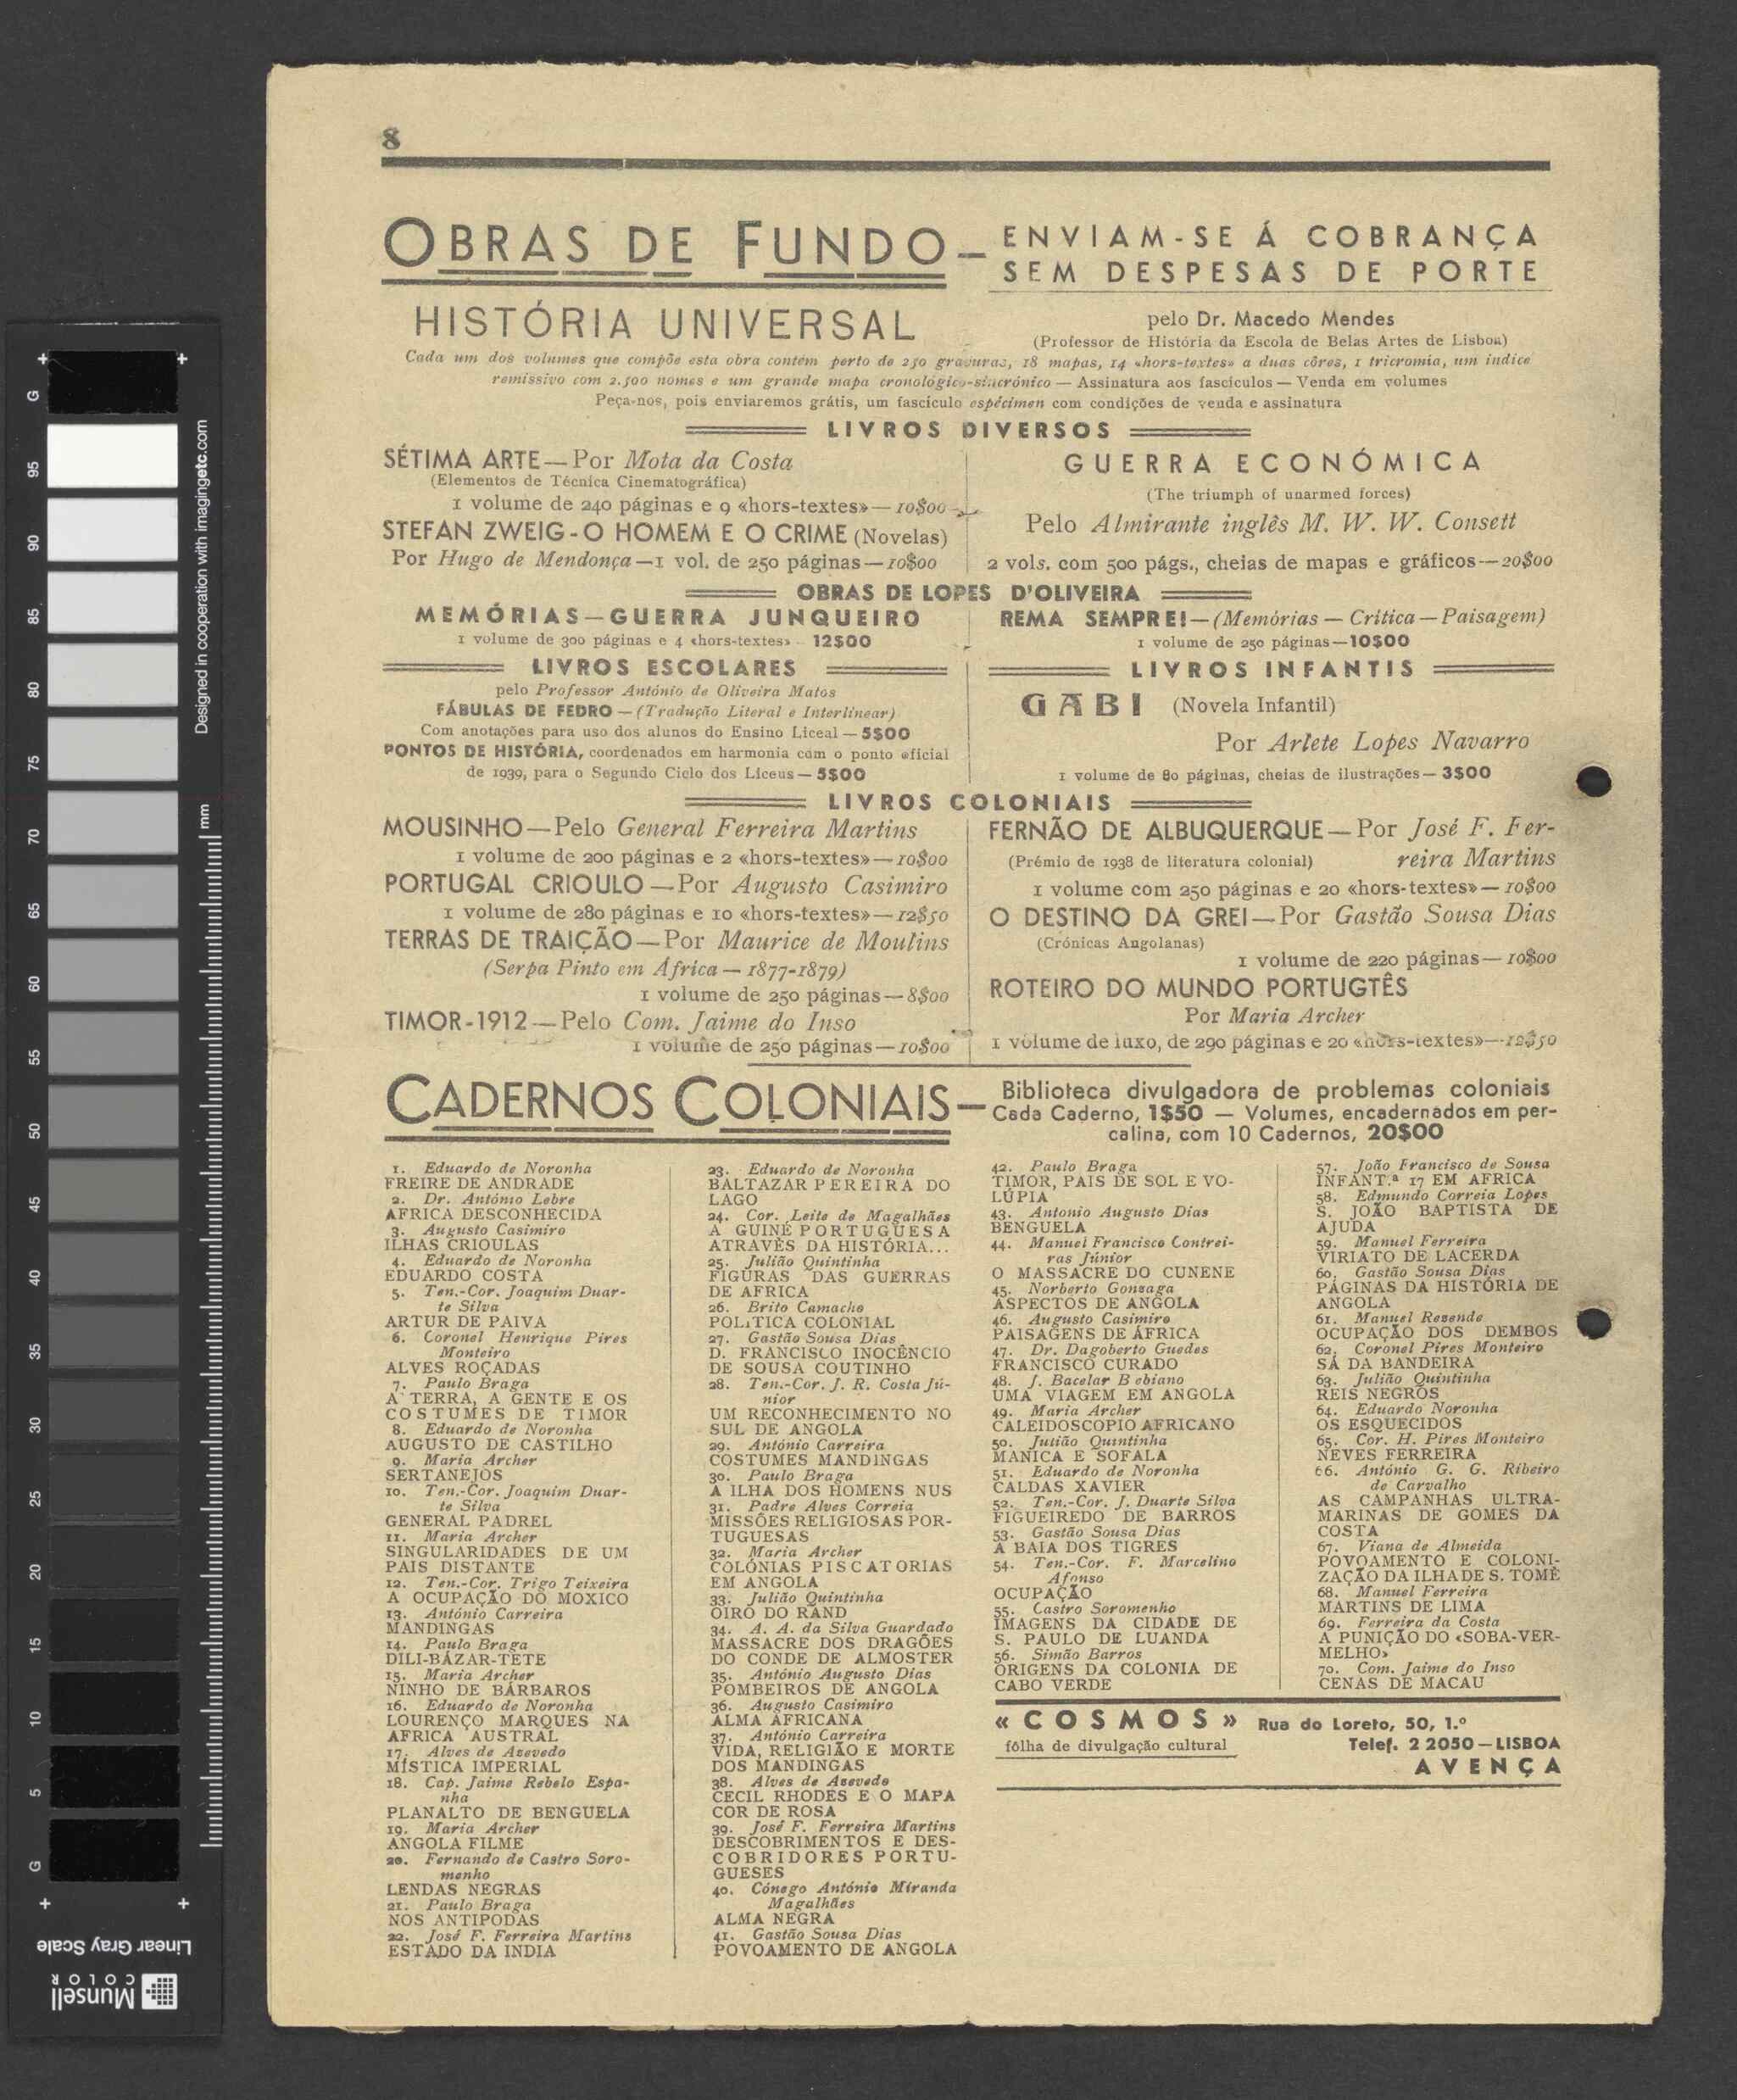 8
OBRAS DE FUNDO—
ENVIAM-SE Á COBRANÇA
SEM DESPESAS DE PORTE
HISTÓRIA UNIVERSAL
pelo Dr. Macedo Mendes
(Professor de História da Escola de Belas Artes de Lisboa)
Cada um dos volumes que compõe esta obra contém perto de 250 gravuras, 18 mapas, 14 «hors-textes» a duas côres, 1 tricromia, um índice
remissivo com 2.500 nomes e um grande mapa cronológico-sincrónico — Assinatura aos fascículos — Venda em volumes
Peça-nos, pois enviaremos grátis, um fascículo espécimen com condições de venda e assinatura
LIVROS DIVERSOS
SÉTIMA ARTE—Por Mota da Costa
(Elementos de Técnica Cinematográfica)
1 volume de 240 páginas e 9 «hors-textes»—10$00
STEFAN ZWEIG-O HOMEM E O CRIME (Novelas)
Por Hugo de Mendonça—1 vol. de 250 páginas—10$00
GUERRA ECONÓMICA
(The triumph of unarmed forces)
Pelo Almirante inglês M. W. W. Consett
2 vols. com 500 págs., cheias de mapas e gráficos—20$00
OBRAS DE LOPES D'OLIVEIRA
MEMÓRIAS—GUERRA JUNQUEIRO
1 volume de 300 páginas e 4 «hors-textes» - 12$00
REMA SEMPRE!—(Memórias — Crítica—Paisagem)
1 volume de 250 páginas—10$00
LIVROS ESCOLARES
pelo Professor António de Oliveira Matos
FÁBULAS DE FEDRO — (Tradução Literal e Interlinear)
Com anotações para uso dos alunos do Ensino Liceal — 5$00
PONTOS DE HISTÓRIA, coordenados em harmonia com o ponto oficial
de 1939, para o Segundo Ciclo dos Liceus— 5$00
LIVROS INFANTIS
GABI (Novela Infantil)
Por Arlete Lopes Navarro
1 volume de 80 páginas, cheias de ilustrações— 3$00
LIVROS COLONIAIS
MOUSINHO—Pelo General Ferreira Martins
1 volume de 200 páginas e 2 «hors-textes»—10$00
PORTUGAL CRIOULO—Por Augusto Casimiro
1 volume de 280 páginas e 10 «hors-textes»—12$50
TERRAS DE TRAIÇÃO—Por Maurice de Moulins
(Serpa Pinto em África — 1877-1879)
1 volume de 250 páginas—8$00
TIMOR-1912—Pelo Com. Jaime do Inso
1 volume de 250 páginas—10$00
FERNÃO DE ALBUQUERQUE—Por José F. Fer-
(Prémio de 1938 de literatura colonial) reira Martins
1 volume com 250 páginas e 20 «hors-textes»— 10$00
O DESTINO DA GREI—Por Gastão Sousa Dias
(Crónicas Angolanas)
1 volume de 220 páginas— 10$00
ROTEIRO DO MUNDO PORTUGTÊS
Por Maria Archer
1 volume de luxo, de 290 páginas e 20 «hors-textes»—12$50
CADERNOS COLONIAIS—
Biblioteca divulgadora de problemas coloniais
Cada Caderno, 1$50 — Volumes, encadernados em per-
calina, com 10 Cadernos, 20$00
1. Eduardo de Noronha
FREIRE DE ANDRADE
2. Dr. António Lebre
AFRICA DESCONHECIDA
3. Augusto Casimiro
ILHAS CRIOULAS
4. Eduardo de Noronha
EDUARDO COSTA
5. Ten.-Cor. Joaquim Duar-
te Silva
ARTUR DE PAIVA
6. Coronel Henrique Pires
Monteiro
ALVES ROÇADAS
7. Paulo Braga
A TERRA, A GENTE E OS
COSTUMES DE TIMOR
8. Eduardo de Noronha
AUGUSTO DE CASTILHO
9. Maria Archer
SERTANEJOS
10. Ten.-Cor. Joaquim Duar-
te Silva
GENERAL PADREL
11. Maria Archer
SINGULARIDADES DE UM
PAIS DISTANTE
12. Ten.-Cor. Trigo Teixeira
A OCUPAÇÃO DO MOXICO
13. António Carreira
MANDINGAS
14. Paulo Braga
DILI-BÁZAR-TETE
15. Maria Archer
NINHO DE BÁRBAROS
16. Eduardo de Noronha
LOURENÇO MARQUES NA
AFRICA AUSTRAL
17. Alves de Azevedo
MÍSTICA IMPERIAL
18. Cap. Jaime Rebelo Espa-
nha
PLANALTO DE BENGUELA
19. Maria Archer
ANGOLA FILME
20. Fernando de Castro Soro-
menho
LENDAS NEGRAS
21. Paulo Braga
NOS ANTIPODAS
22. José F. Ferreira Martins
ESTADO DA INDIA
23. Eduardo de Noronha
BALTAZAR PEREIRA DO
LAGO
24. Cor. Leite de Magalhães
A GUINÉ PORTUGUESA
ATRAVÉS DA HISTÓRIA...
25. Julião Quintinha
FIGURAS DAS GUERRAS
DE AFRICA
26. Brito Camacho
POLITICA COLONIAL
27. Gastão Sousa Dias
D. FRANCISCO INOCÊNCIO
DE SOUSA COUTINHO
28. Ten.-Cor. J. R. Costa Jú-
nior
UM RECONHECIMENTO NO
SUL DE ANGOLA
29. António Carreira
COSTUMES MANDINGAS
30. Paulo Braga
A ILHA DOS HOMENS NUS
31. Padre Alves Correia
MISSÕES RELIGIOSAS POR-
TUGUESAS
32. Maria Archer
COLÓNIAS PISCATORIAS
EM ANGOLA
33. Julião Quintinha
OIRO DO RAND
34. A. A. da Silva Guardado
MASSACRE DOS DRAGÕES
DO CONDE DE ALMOSTER
35. António Augusto Dias
POMBEIROS DE ANGOLA
36. Augusto Casimiro
ALMA AFRICANA
37. António Carreira
VIDA, RELIGIÃO E MORTE
DOS MANDINGAS
38. Alves de Azevedo
CECIL RHODES E O MAPA
COR DE ROSA
39. José F. Ferreira Martins
DESCOBRIMENTOS E DES-
COBRIDORES PORTU-
GUESES
40. Cónego António Miranda
Magalhães
ALMA NEGRA
41. Gastão Sousa Dias
POVOAMENTO DE ANGOLA
42. Paulo Braga
TIMOR, PAIS DE SOL E VO-
LÚPIA
43. Antonio Augusto Dias
BENGUELA
44. Manuel Francisco Contrei-
ras Júnior
O MASSACRE DO CUNENE
45. Norberto Gonzaga
ASPECTOS DE ANGOLA
46. Augusto Casimiro
PAISAGENS DE ÁFRICA
47. Dr. Dagoberto Guedes
FRANCISCO CURADO
48. J. Bacelar B ebiano
UMA VIAGEM EM ANGOLA
49. Maria Archer
CALEIDOSCOPIO AFRICANO
50. Julião Quintinha
MANICA E SOFALA
51. Eduardo de Noronha
CALDAS XAVIER
52. Ten.-Cor. J. Duarte Silva
FIGUEIREDO DE BARROS
53. Gastão Sousa Dias
A BAIA DOS TIGRES
54. Ten.-Cor. F. Marcelino
Afonso
OCUPAÇÃO
55. Castro Soromenho
IMAGENS DA CIDADE DE
S. PAULO DE LUANDA
56. Simão Barros
ORIGENS DA COLONIA DE
CABO VERDE
57. João Francisco de Sousa
INFANT.ª 17 EM AFRICA
58. Edmundo Correia Lopes
S. JOÃO BAPTISTA DE
AJUDA
59. Manuel Ferreira
VIRIATO DE LACERDA
60. Gastão Sousa Dias
PÁGINAS DA HISTÓRIA DE
ANGOLA
61. Manuel Resende
OCUPAÇÃO DOS DEMBOS
62. Coronel Pires Monteiro
SÁ DA BANDEIRA
63. Julião Quintinha
REIS NEGROS
64. Eduardo Noronha
OS ESQUECIDOS
65. Cor. H. Pires Monteiro
NEVES FERREIRA
66. António G. G. Ribeiro
de Carvalho
AS CAMPANHAS ULTRA-
MARINAS DE GOMES DA
COSTA
67. Viana de Almeida
POVOAMENTO E COLONI-
ZAÇÃO DA ILHA DE S. TOMÉ
68. Manuel Ferreira
MARTINS DE LIMA
69. Ferreira da Costa
A PUNIÇÃO DO «SOBA-VER-
MELHO»
70. Com. Jaime do Inso
CENAS DE MACAU
«COSMOS» Rua do Loreto, 50, 1.º
fôlha de divulgação cultural Telef. 2 2050 — LISBOA
AVENÇA
G 5 10 15 20 25 30 35 40 45 50 55 60 65 70 75 80 85 90 95 G
mm
Designed in cooperation with imagingetc.com
Linear Gray Scale
Munsell
COLOR